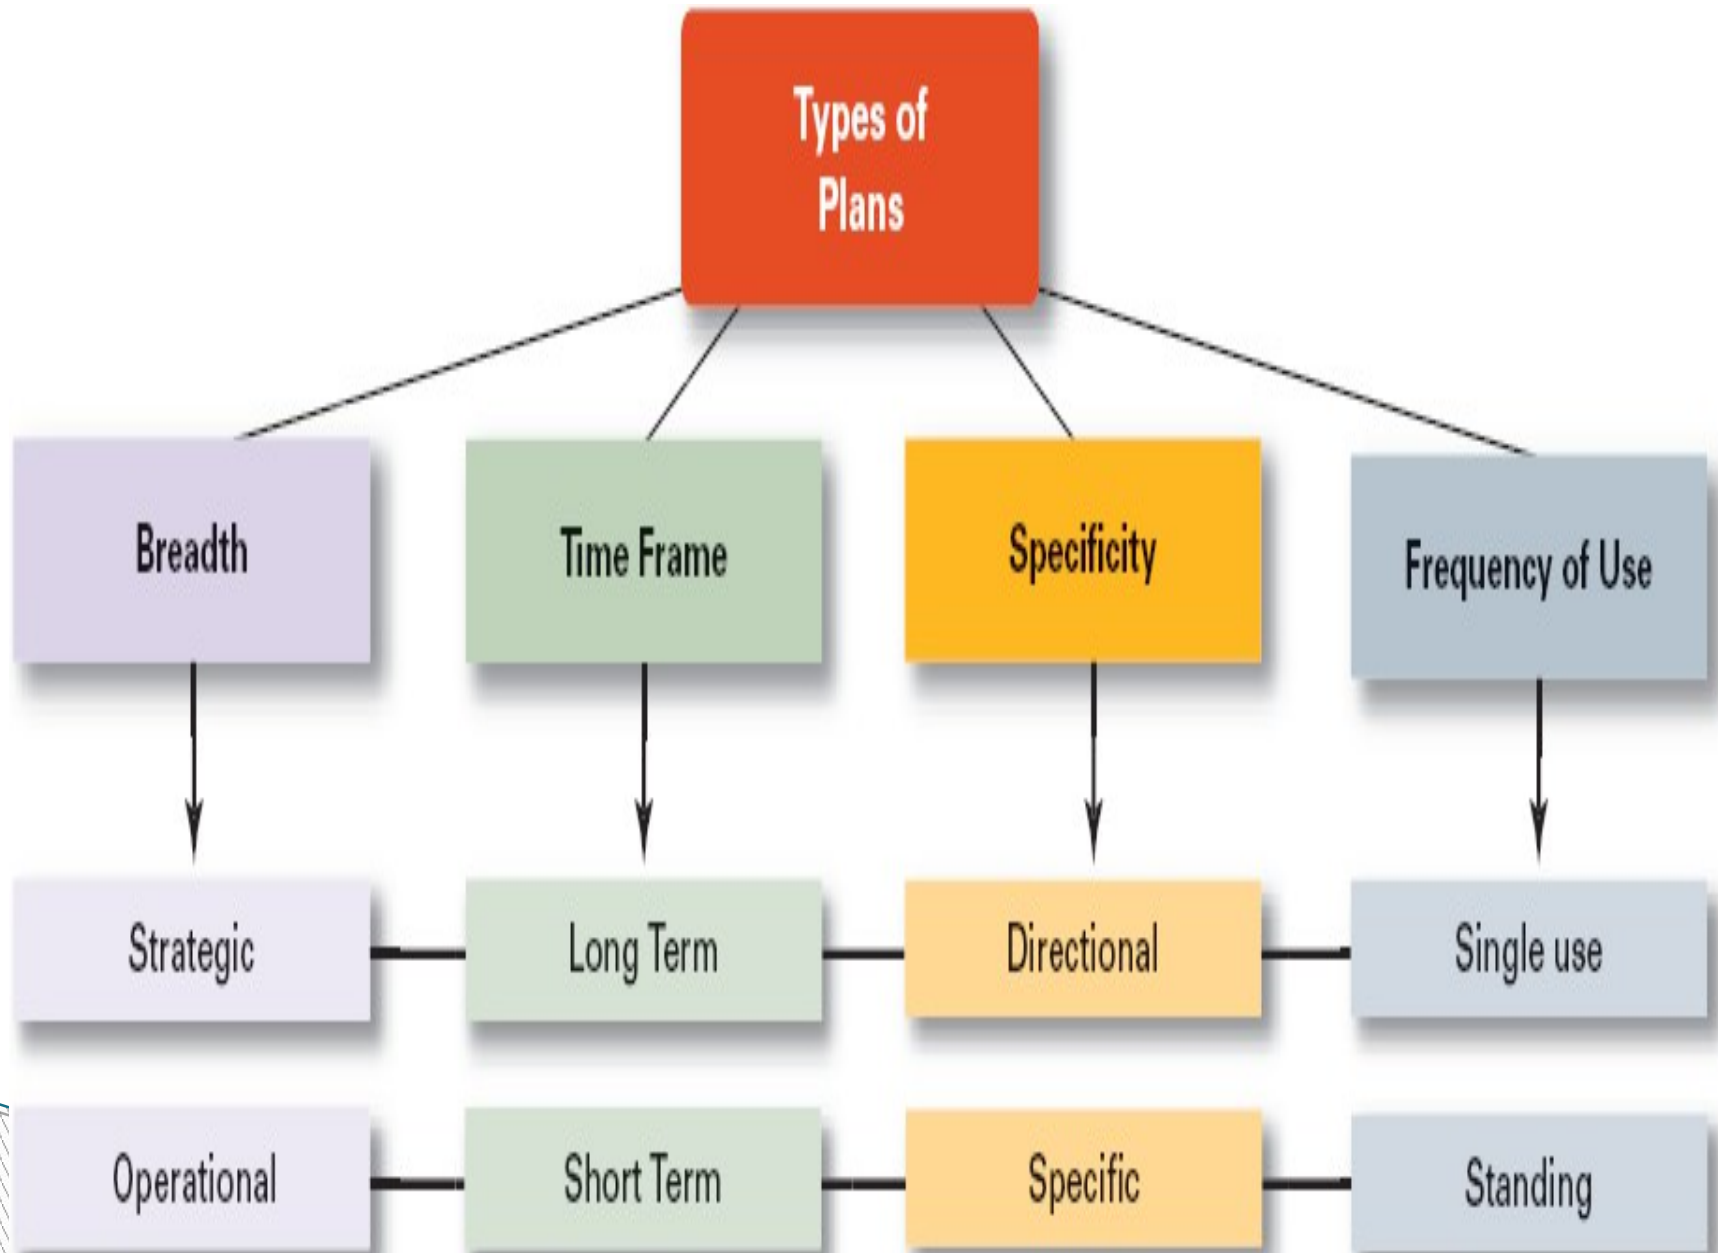 Types of
Plans
Breadth
Time Frame
Specificity
Frequency of Use
Strategic
Long Term
Directional
Single use
Operational
Short Term
Specific
Standing